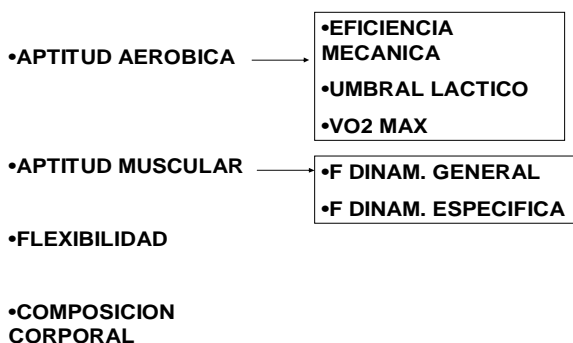 •APTITUD AEROBICA
•EFICIENCIA
MECANICA
•UMBRAL LACTICO
•VO2 MAX
•APTITUD MUSCULAR
•F DINAM. GENERAL
•F DINAM. ESPECIFICA
•FLEXIBILIDAD
•COMPOSICION
CORPORAL